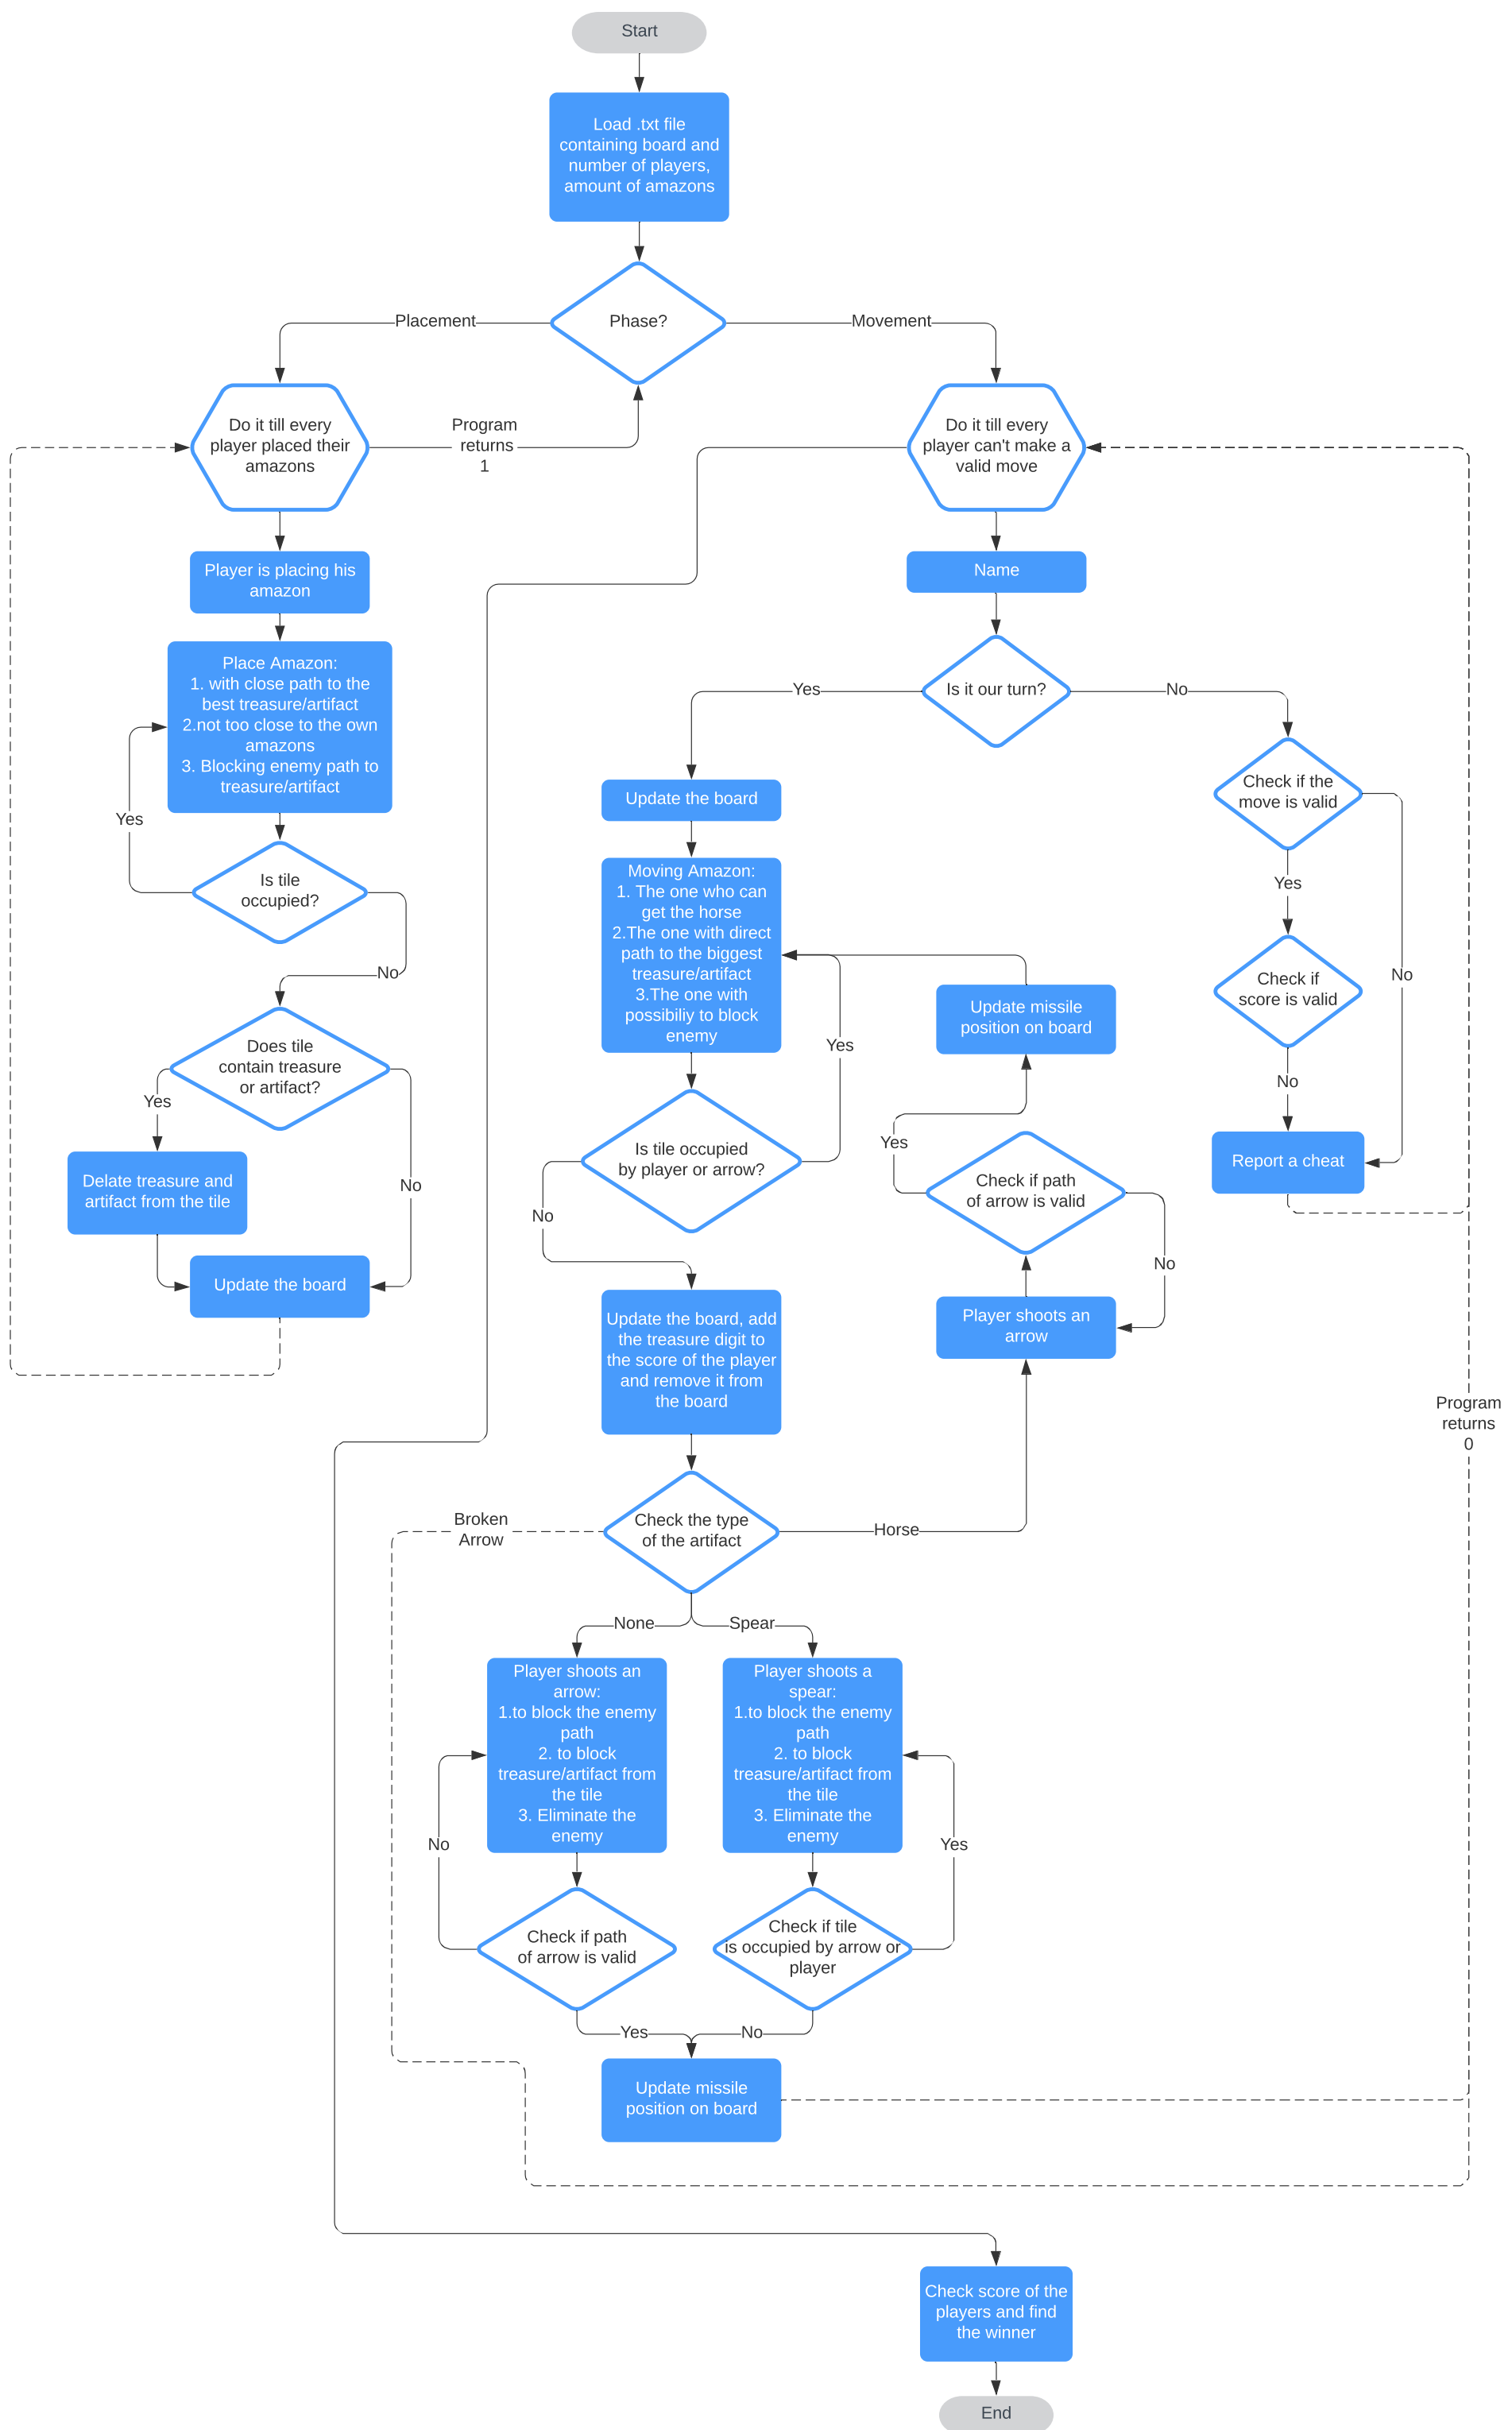 Start
Load .txt file
containing board and
number of players,
amount of amazons
Phase?
Placement
Movement
Do it till every
player placed their
amazons
Program
returns
1
Do it till every
player can't make a
valid move
Player is placing his
amazon
Name
Place Amazon:
1. with close path to the
best treasure/artifact
2.not too close to the own
amazons
3. Blocking enemy path to
treasure/artifact
Is it our turn?
Yes
No
Update the board
Check if the
move is valid
Yes
Is tile
occupied?
No
Moving Amazon:
1. The one who can
get the horse
2.The one with direct
path to the biggest
treasure/artifact
3.The one with
possibiliy to block
enemy
Yes
Yes
No
Check if
score is valid
No
Update missile
position on board
Does tile
contain treasure
or artifact?
Yes
No
Is tile occupied
by player or arrow?
No
Yes
Check if path
of arrow is valid
No
Report a cheat
Delate treasure and
artifact from the tile
Update the board
Update the board, add
the treasure digit to
the score of the player
and remove it from
the board
Player shoots an
arrow
Program
returns
0
Check the type
of the artifact
Broken
Arrow
Horse
None
Spear
Player shoots an
arrow:
1.to block the enemy
path
2. to block
treasure/artifact from
the tile
3. Eliminate the
enemy
Player shoots a
spear:
1.to block the enemy
path
2. to block
treasure/artifact from
the tile
3. Eliminate the
enemy
No
Yes
Check if path
of arrow is valid
Check if tile
is occupied by arrow or
player
Yes
No
Update missile
position on board
Check score of the
players and find
the winner
End